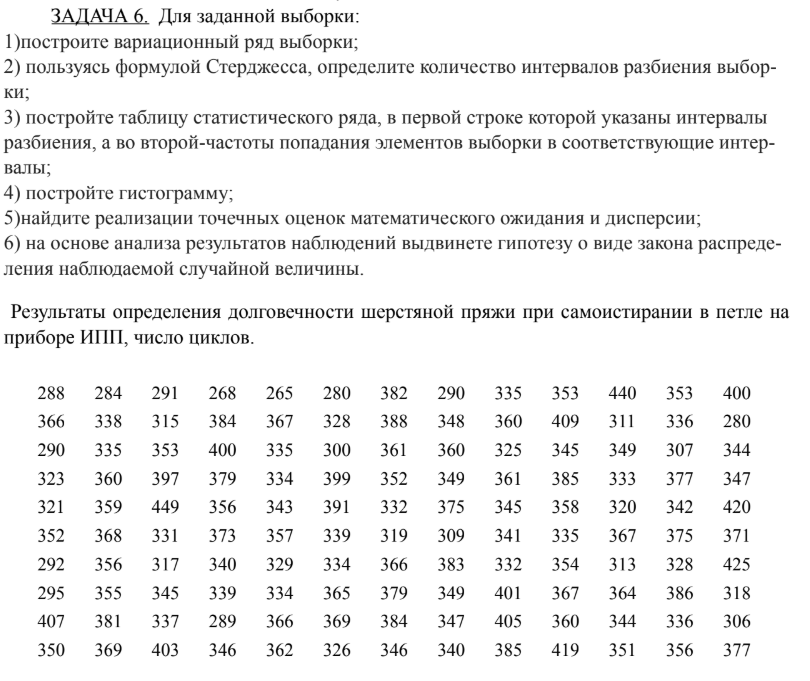 ЗАДАЧА 6. Для заданной выборки:
1)построите вариационный ряд выборки;
2) пользуясь формулой Стерджесса, определите количество интервалов разбиения выбор-
ки;
3) постройте таблицу статистического ряда, в первой строке которой указаны интервалы
разбиения, а во второй-частоты попадания элементов выборки в соответствующие интер-
валы;
4) постройте гистограмму;
5)найдите реализации точечных оценок математического ожидания и дисперсии;
6) на основе анализа результатов наблюдений выдвинете гипотезу о виде закона распреде-
ления наблюдаемой случайной величины.
Результаты определения долговечности шерстяной пряжи при самоистирании в петле на
приборе ИПП, число циклов.
288 284 291 268 265 280 382 290 335 353 440 353 400
366 338 315 384 367 328 388 348 360 409 311 336 280
290 335 353 400 335 300 361 360 325 345 349 307 344
323 360 397 379 334 399 352 349 361 385 333 377 347
321 359 449 356 343 391 332 375 345 358 320 342 420
352 368 331 373 357 339 319 309 341 335 367 375 371
292 356 317 340 329 334 366 383 332 354 313 328 425
295 355 345 339 334 365 379 349 401 367 364 386 318
407 381 337 289 366 369 384 347 405 360 344 336 306
350 369 403 346 362 326 346 340 385 419 351 356 377